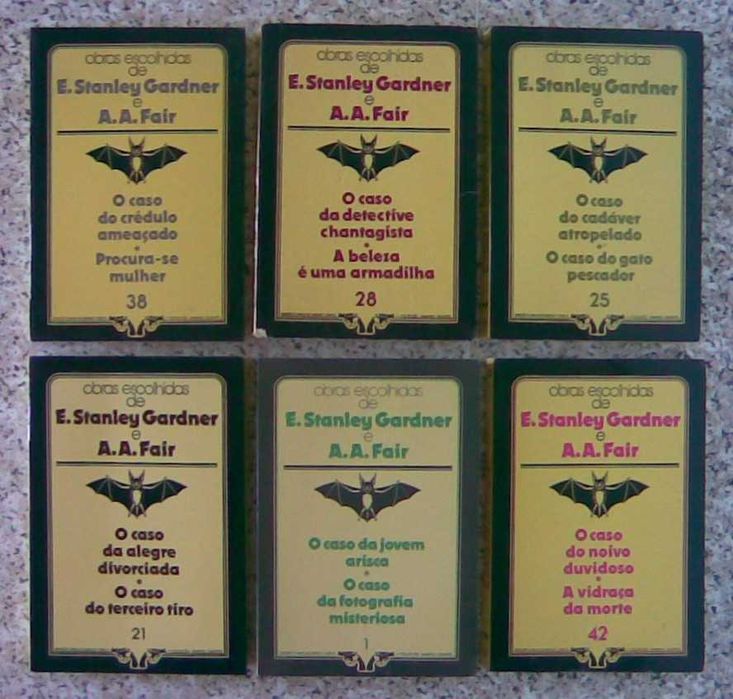 obras escolhidas
de
E. Stanley Gardner
e
A.A. Fair
O caso
do crédulo
ameaçado
•
Procura-se
mulher
38
obras escolhidas
de
E. Stanley Gardner
e
A.A. Fair
O caso
da detective
chantagista
•
A beleza
é uma armadilha
28
obras escolhidas
de
E. Stanley Gardner
e
A.A. Fair
O caso
do cadáver
atropelado
•
O caso do gato
pescador
25
obras escolhidas
de
E. Stanley Gardner
e
A.A. Fair
O caso
da alegre
divorciada
•
O caso
do terceiro tiro
21
obras escolhidas
de
E. Stanley Gardner
e
A.A. Fair
O caso da jovem
arisca
•
O caso
da fotografia
misteriosa
1
obras escolhidas
de
E. Stanley Gardner
e
A.A. Fair
O caso
do noivo
duvidoso
•
A vidraça
da morte
42